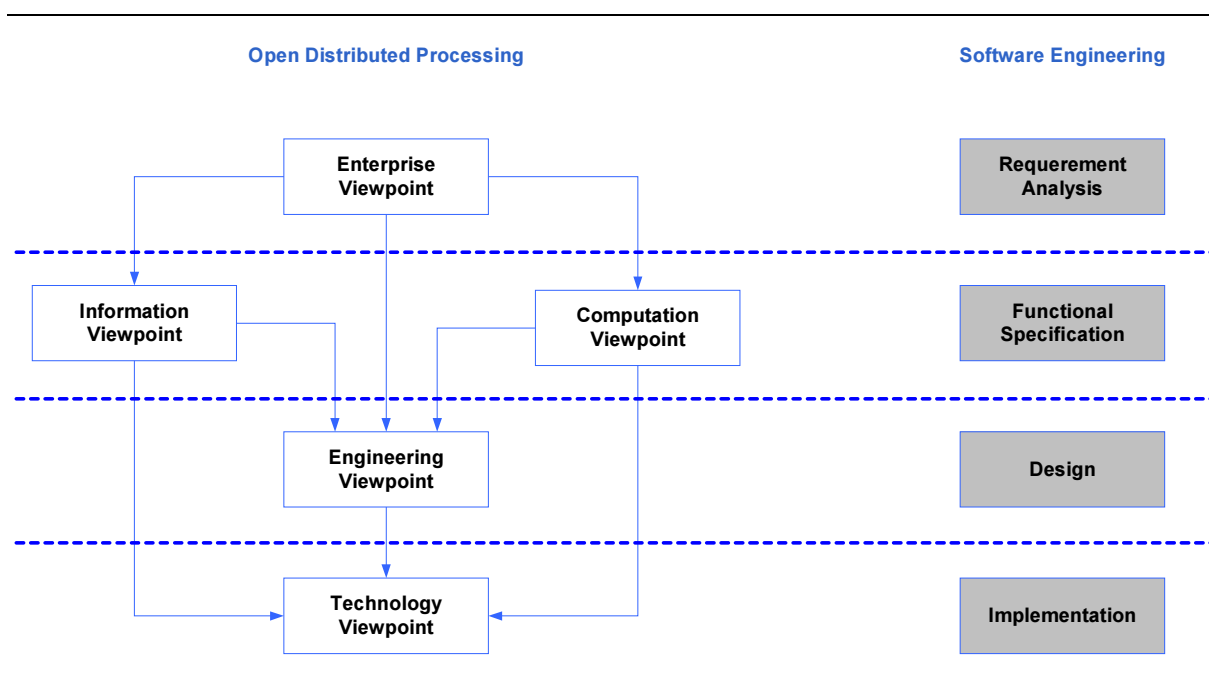 Open Distributed Processing
Software Engineering
Enterprise
Viewpoint
Requerement
Analysis
Information
Viewpoint
Computation
Viewpoint
Functional
Specification
Engineering
Viewpoint
Design
Technology
Viewpoint
Implementation